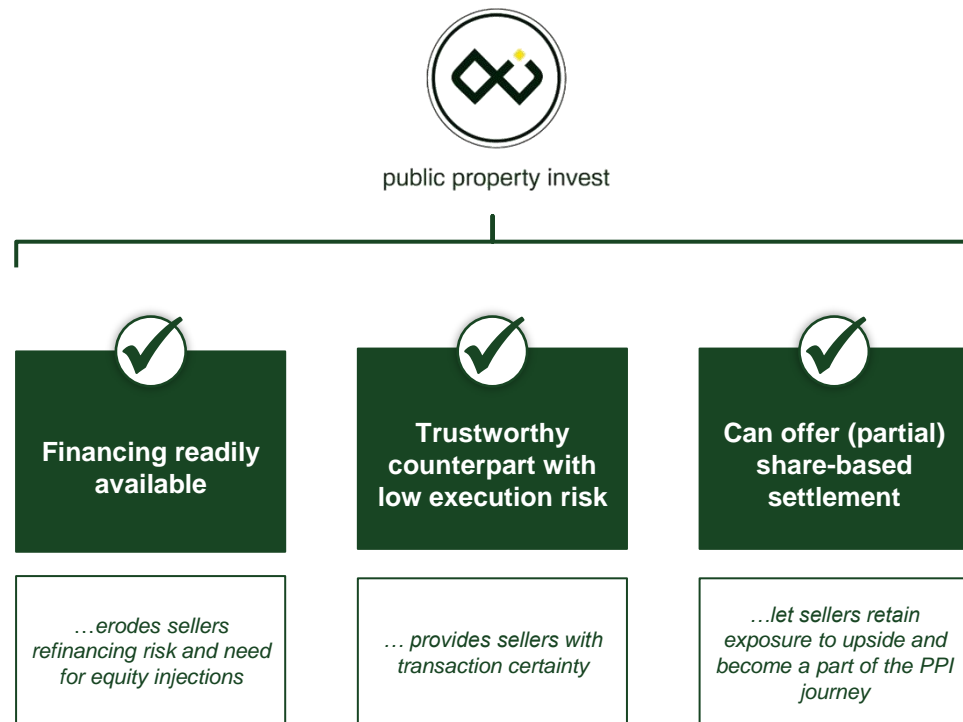 public property invest
Financing readily
available
Trustworthy
counterpart with
low execution risk
Can offer (partial)
share-based
settlement
…erodes sellers
refinancing risk and need
for equity injections
… provides sellers with
transaction certainty
…let sellers retain
exposure to upside and
become a part of the PPI
journey